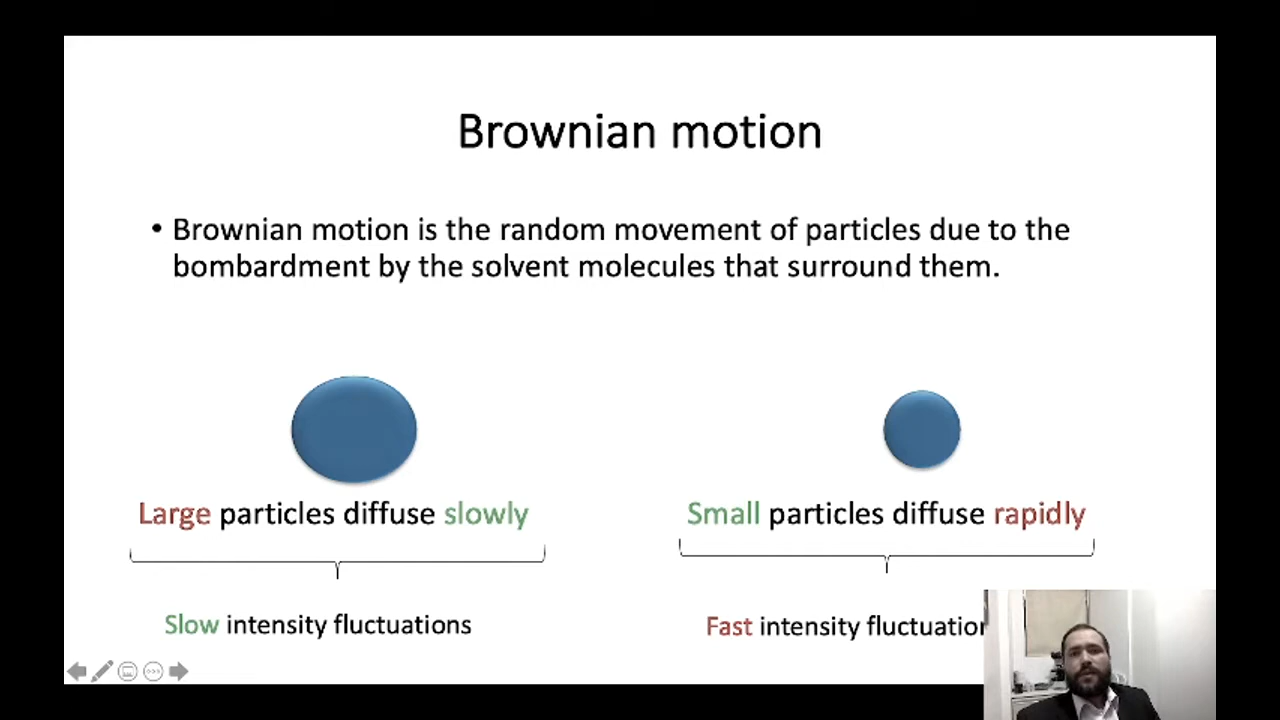 Brownian motion
• Brownian motion is the random movement of particles due to the
bombardment by the solvent molecules that surround them.
Large particles diffuse slowly
Small particles diffuse rapidly
Slow intensity fluctuations
Fast intensity fluctuation